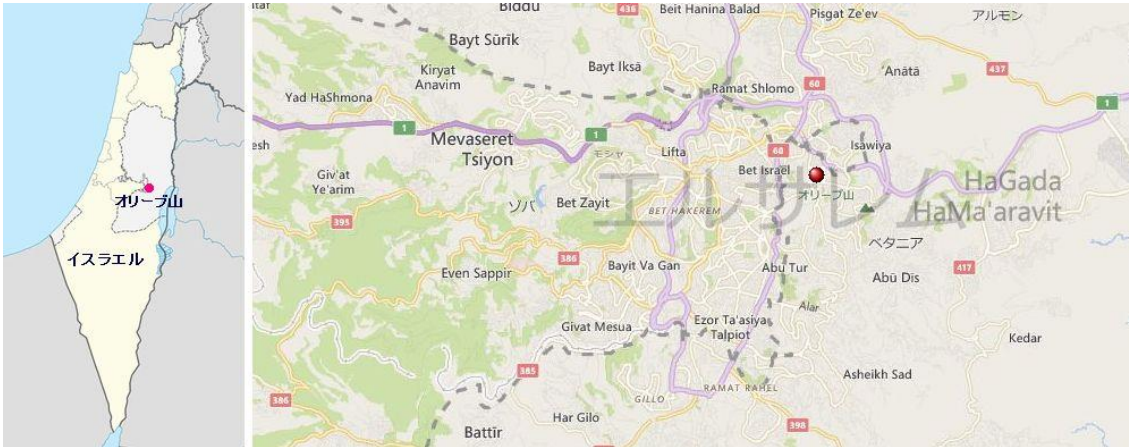 オリーブ山
イスラエル
Biddū
436
Beit Hanina Balad
Pisgat Ze'ev
アルモン
Bayt Sūrīk
Kiryat
Anavim
Bayt Iksā
'Anātā
437
60
Yad HaShmona
Ramat Shlomo
1
1
1
esh
Mevaseret
Tsiyon
モシャ
Lifta
60
Isāwiya
Giv'at
Ye'arim
Bet Israel
エルサレム
オリーブ山
HaGada
HaMa'aravit
ゾバ
Bet Zayit
BET HAKEREM
395
ベタニア
386
Even Sappir
Bayit Va Gan
Abu Tur
Abū Dīs
417
Alar
Givat Mesua
Ezor Ta'asiya
Talpiot
Kedar
385
Asheikh Sad
RAMAT RAHEL
386
GILLO
Har Gilo
398
Battīr